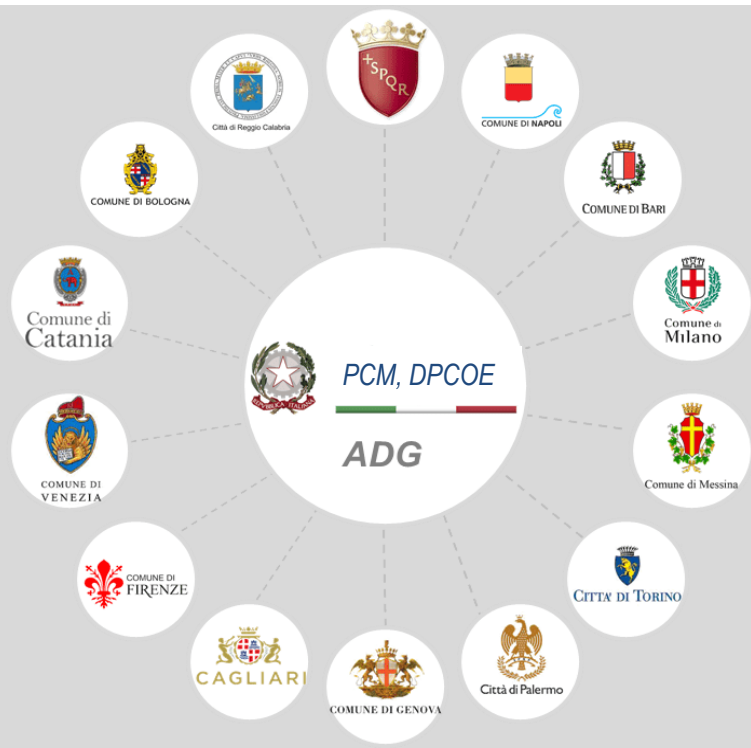 SPQR
Città di Reggio Calabria
COMUNE DI NAPOLI
COMUNE DI BOLOGNA
COMUNE DI BARI
Comune di
Catania
Comune di
Milano
PCM, DPCOE
REPVBBLICA ITALIANA
ADG
COMUNE DI
VENEZIA
Comune di Messina
COMUNE DI
FIRENZE
CITTA' DI TORINO
CAGLIARI
Città di Palermo
COMUNE DI GENOVA